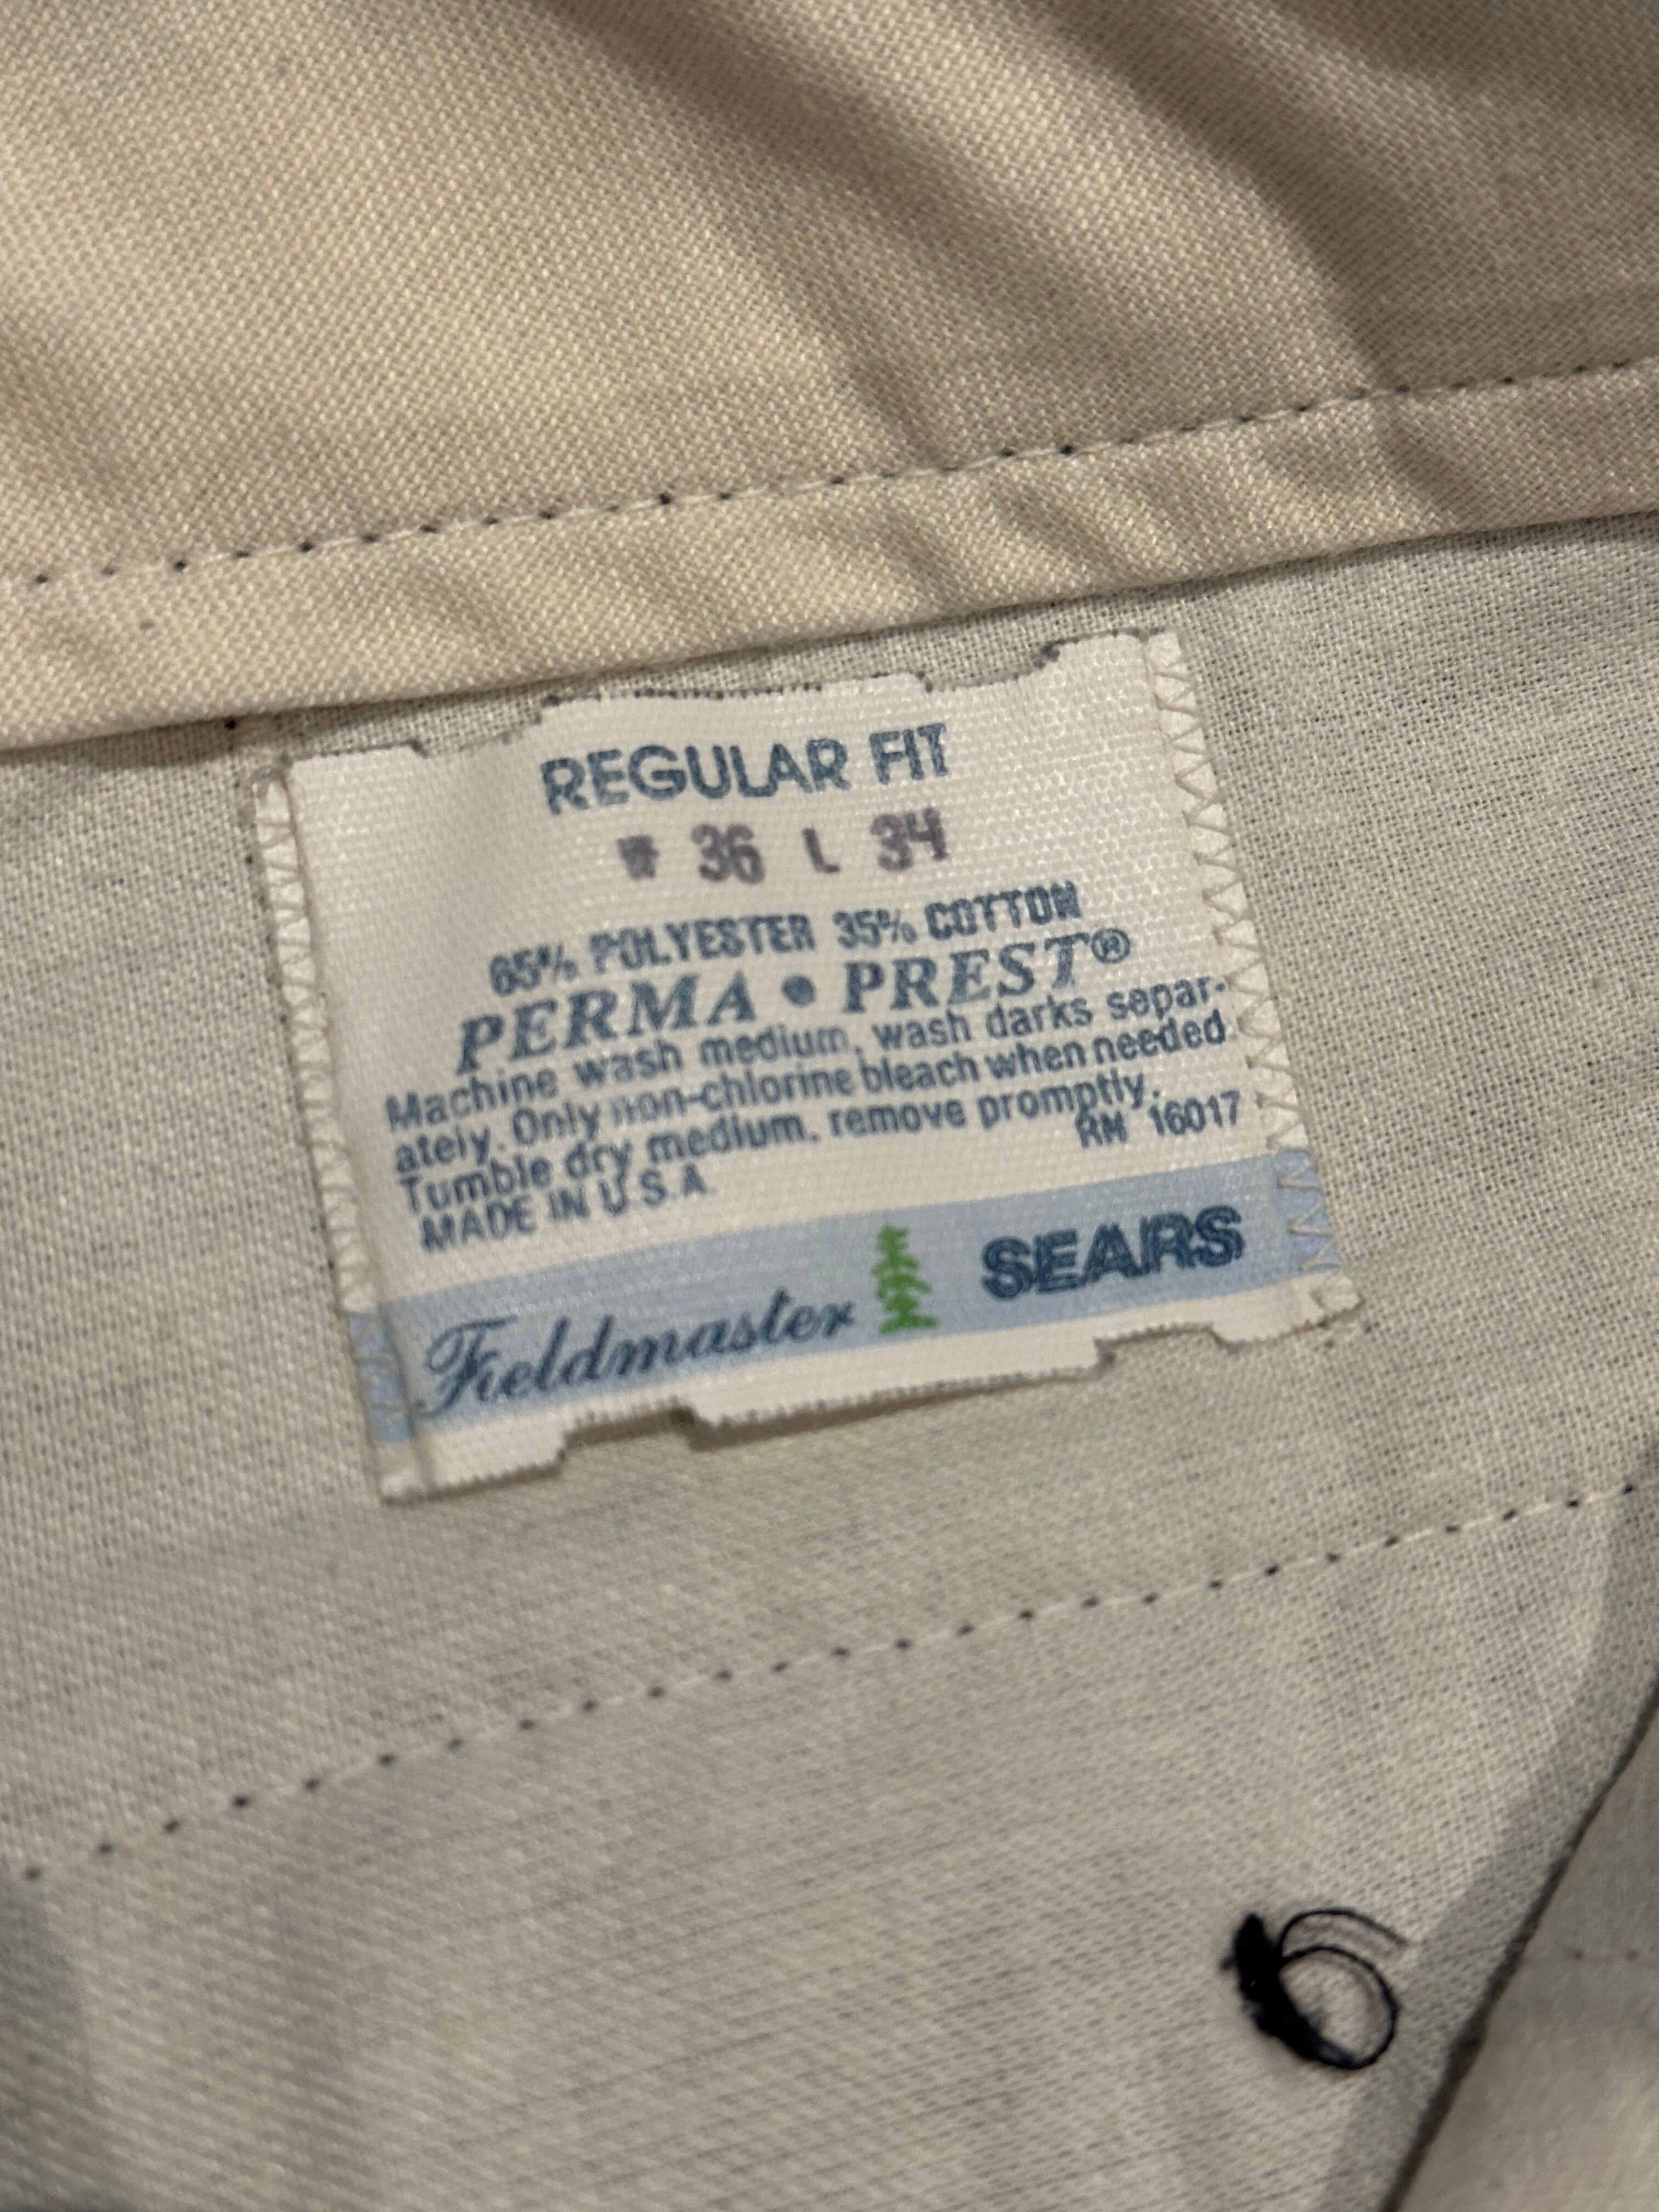 REGULAR FIT
W 36 L 34
65% POLYESTER 35% COTTON
PERMA • PREST®
Machine wash medium, wash darks separ-
ately. Only non-chlorine bleach when needed.
Tumble dry medium, remove promptly.
RN 16017
MADE IN U.S.A.
Fieldmaster SEARS